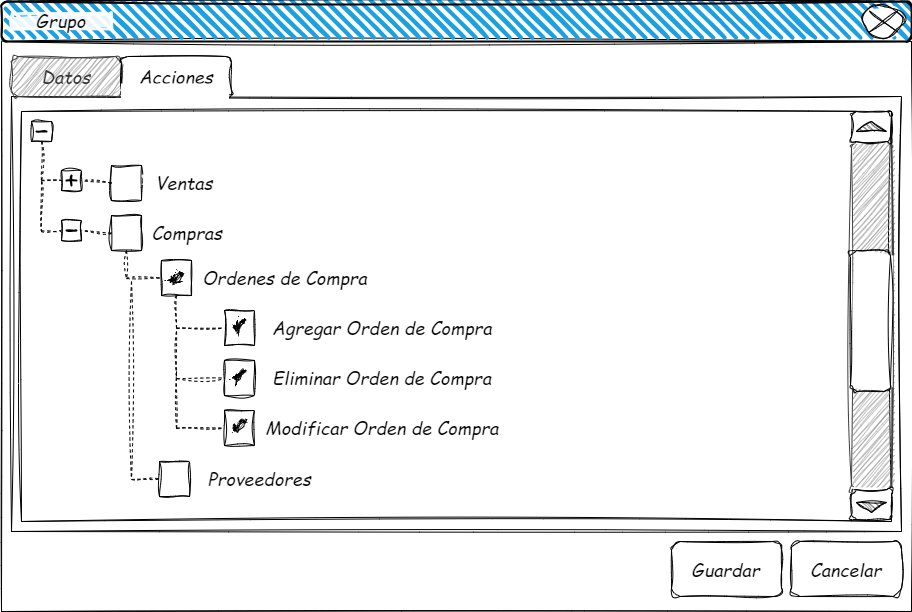 Grupo
Datos Acciones
Ventas
Compras
Ordenes de Compra
Agregar Orden de Compra
Eliminar Orden de Compra
Modificar Orden de Compra
Proveedores
Guardar Cancelar